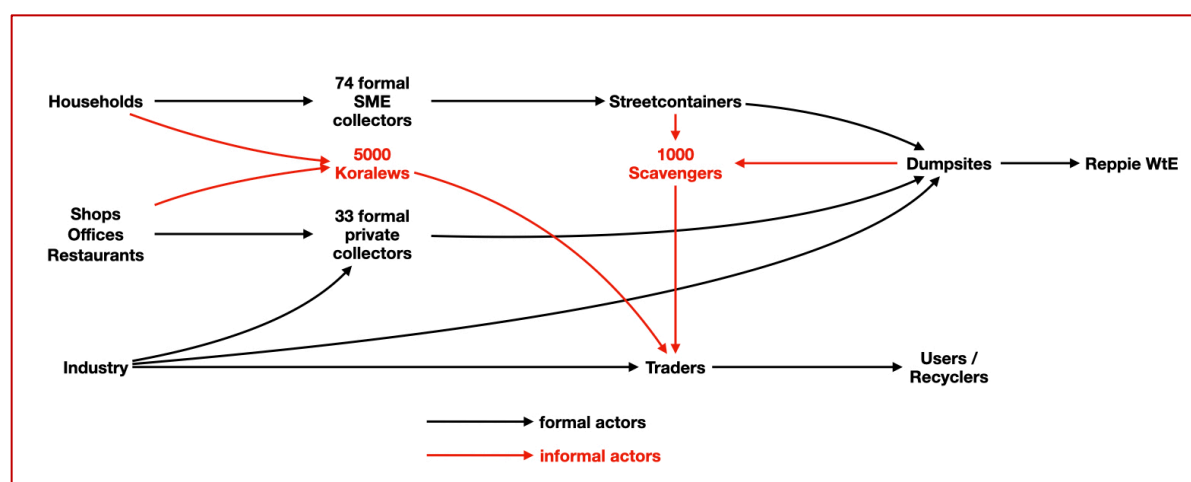 Households
74 formal
SME
collectors
Streetcontainers
5000
Koralews
1000
Scavengers
Dumpsites
Reppie WtE
Shops
Offices
Restaurants
33 formal
private
collectors
Industry
Traders
Users /
Recyclers
formal actors
informal actors